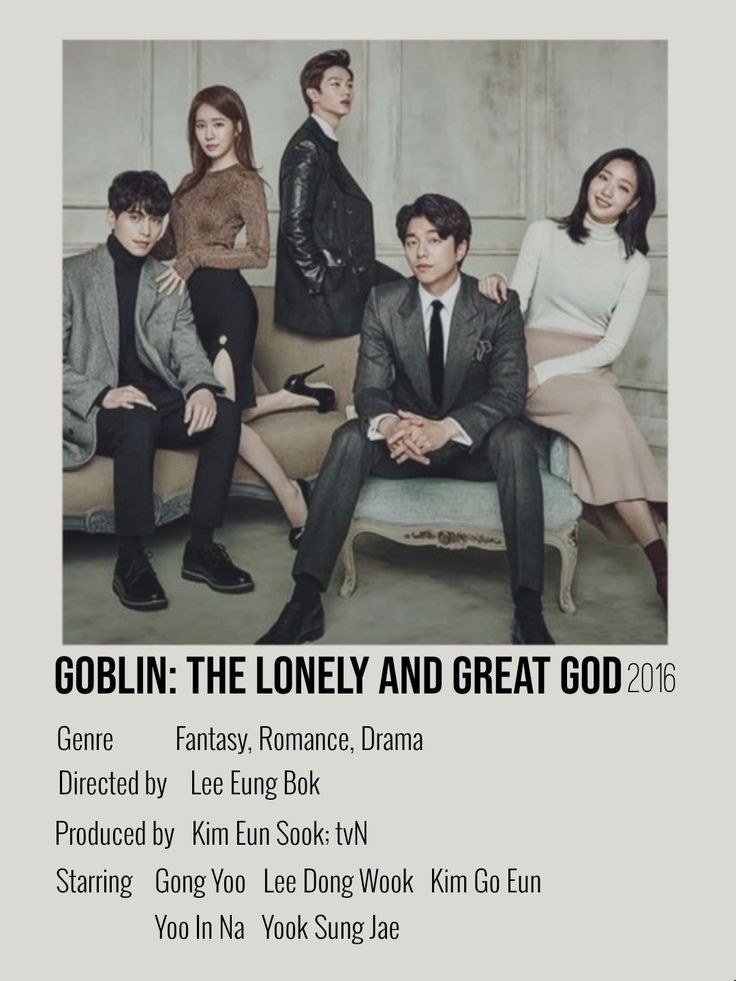 GOBLIN: THE LONELY AND GREAT GOD 2016
Genre Fantasy, Romance, Drama
Directed by Lee Eung Bok
Produced by Kim Eun Sook; tvN
Starring Gong Yoo Lee Dong Wook Kim Go Eun
Yoo In Na Yook Sung Jae